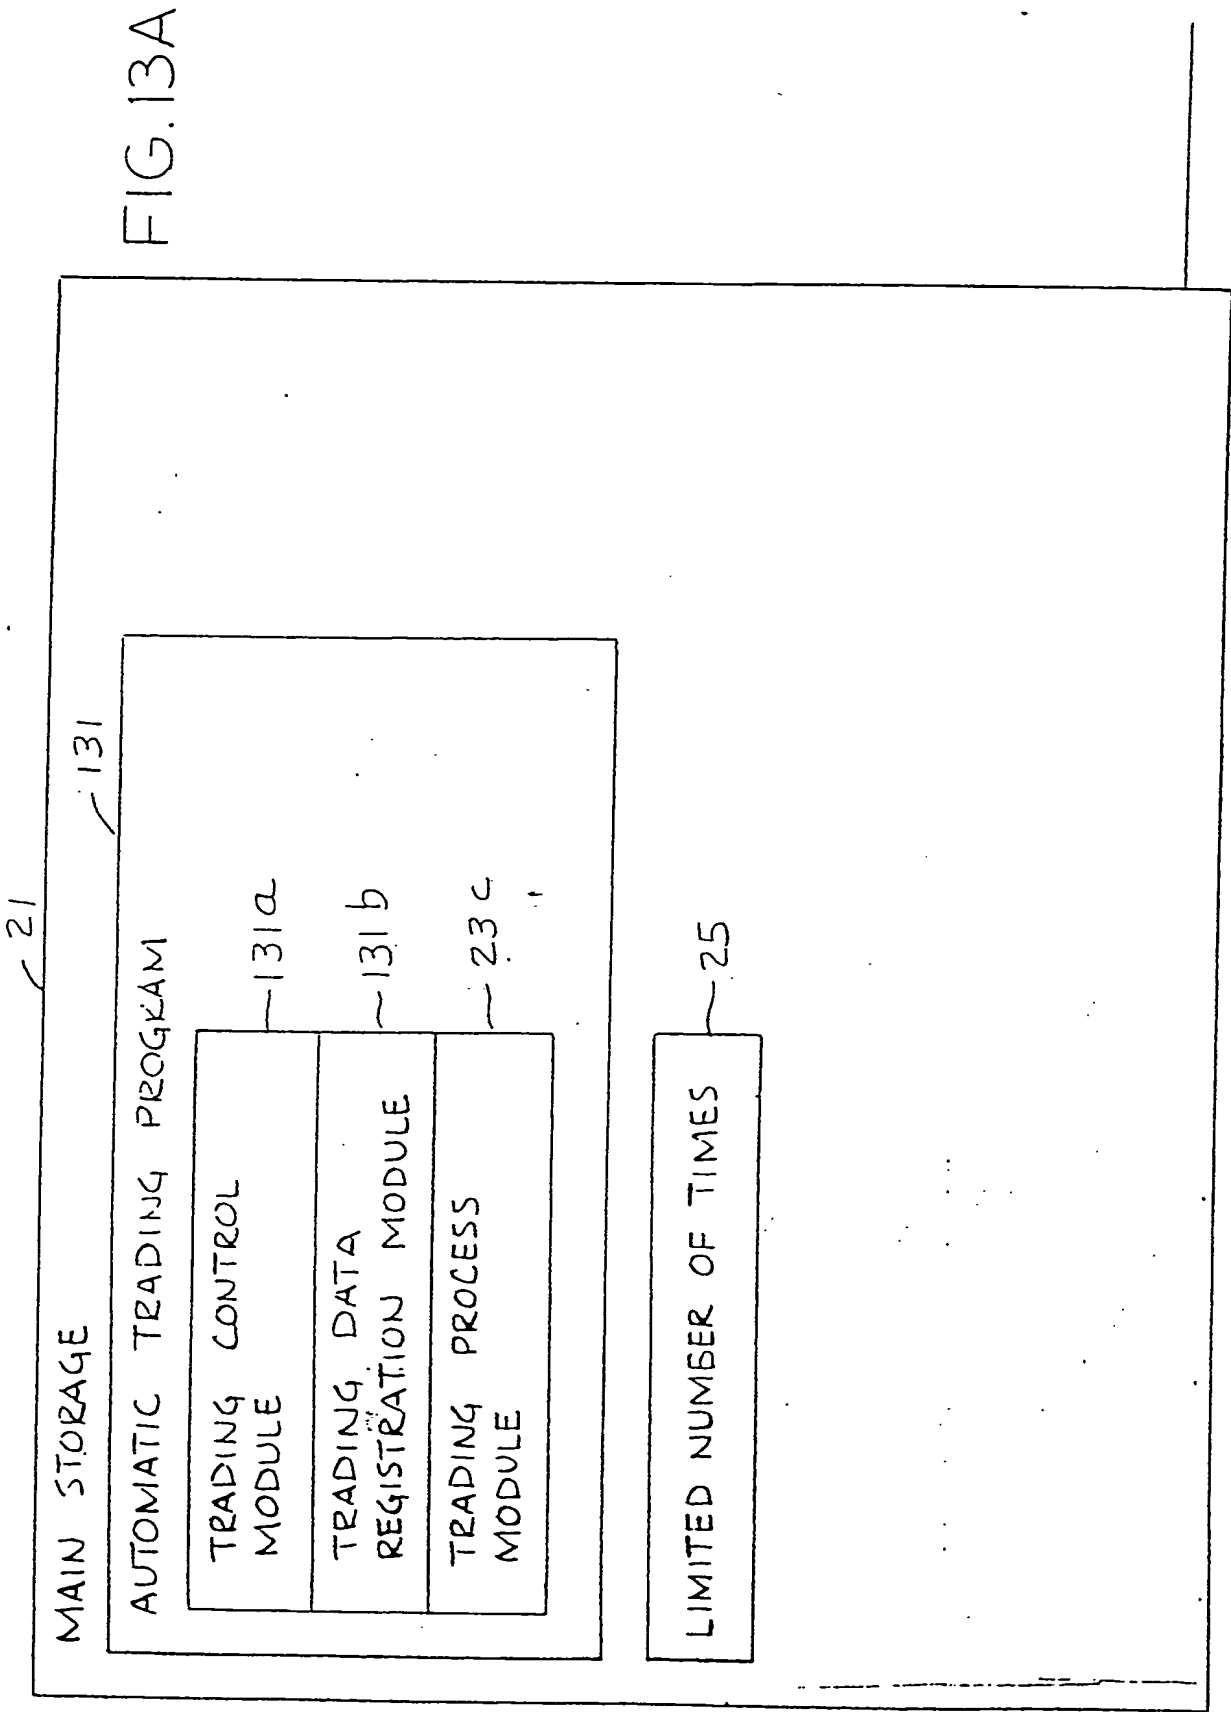 FIG. 13A
21
MAIN STORAGE
131
AUTOMATIC TRADING PROGRAM
TRADING CONTROL
MODULE
131a
TRADING DATA
REGISTRATION MODULE
131b
TRADING PROCESS
MODULE
23c
LIMITED NUMBER OF TIMES
25